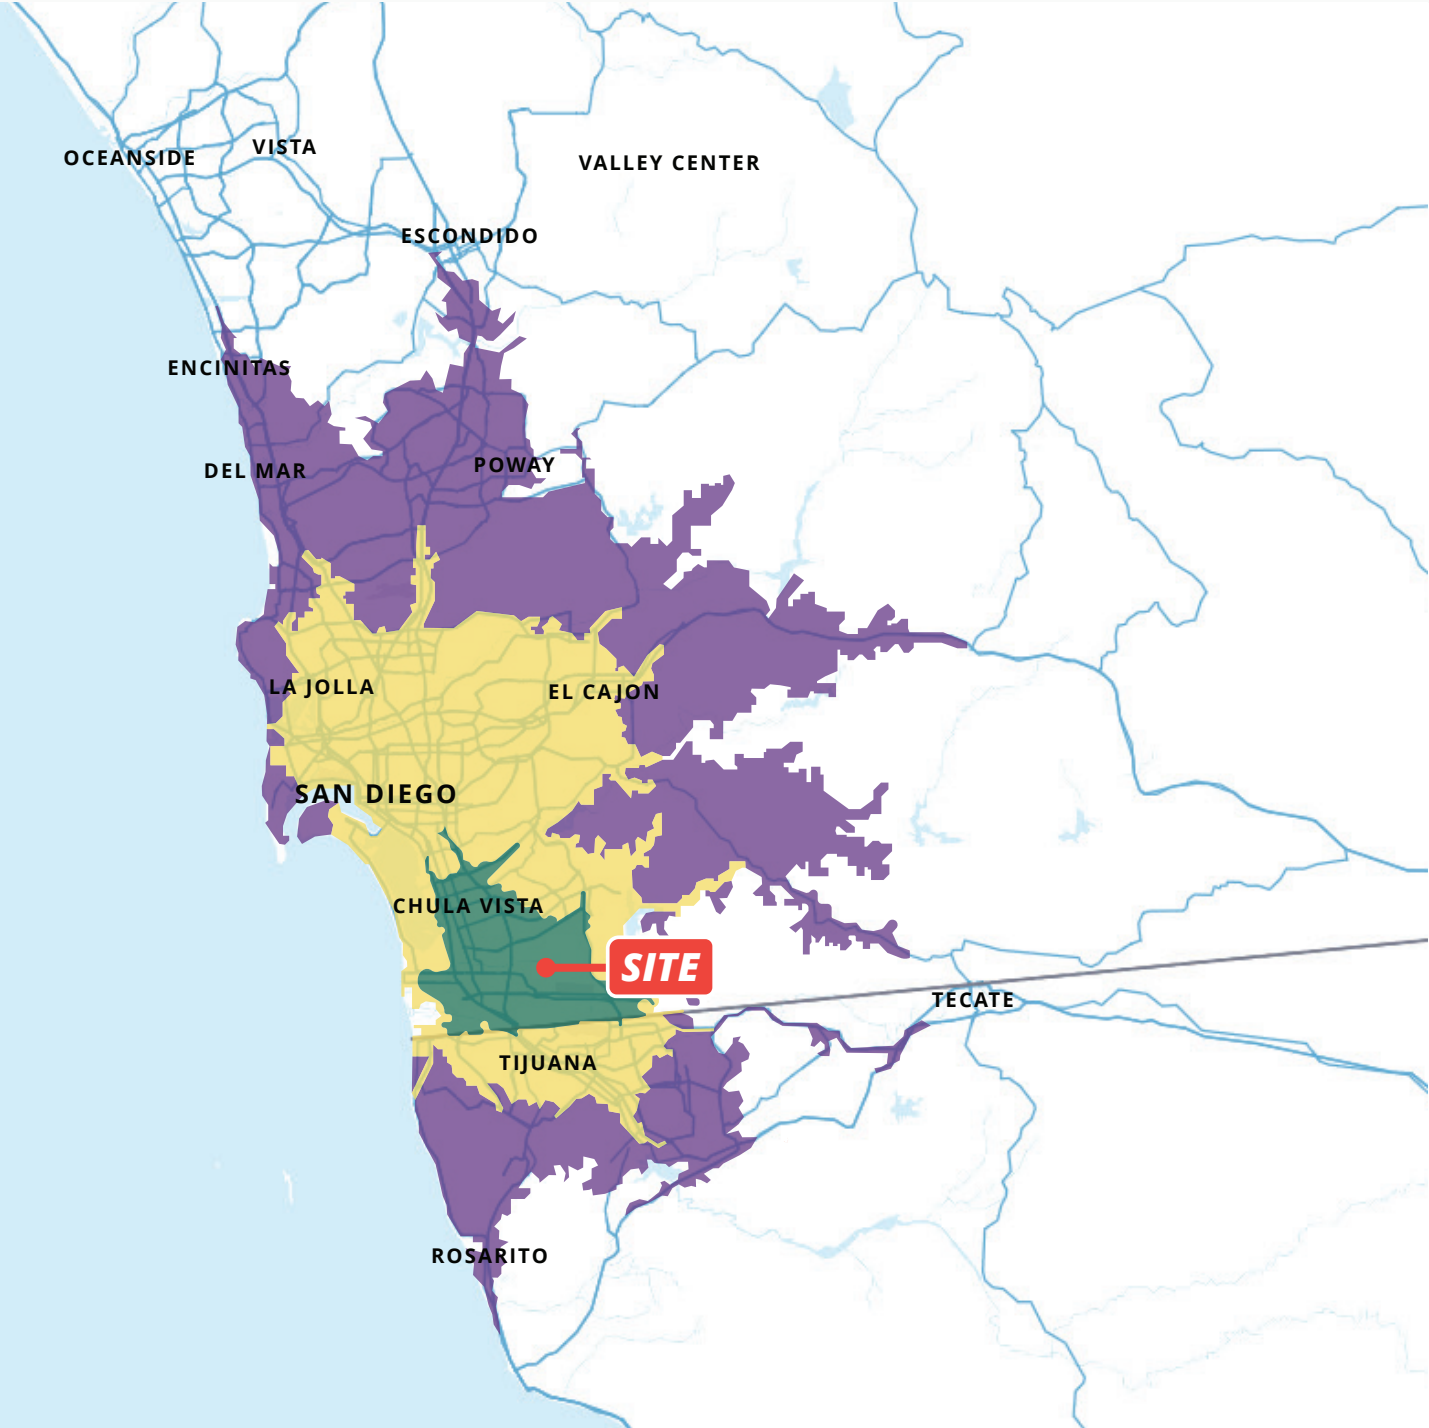 VISTA
OCEANSIDE
VALLEY CENTER
ESCONDIDO
ENCINITAS
DEL MAR
POWAY
LA JOLLA
EL CAJON
SAN DIEGO
CHULA VISTA
SITE
TECATE
TIJUANA
ROSARITO